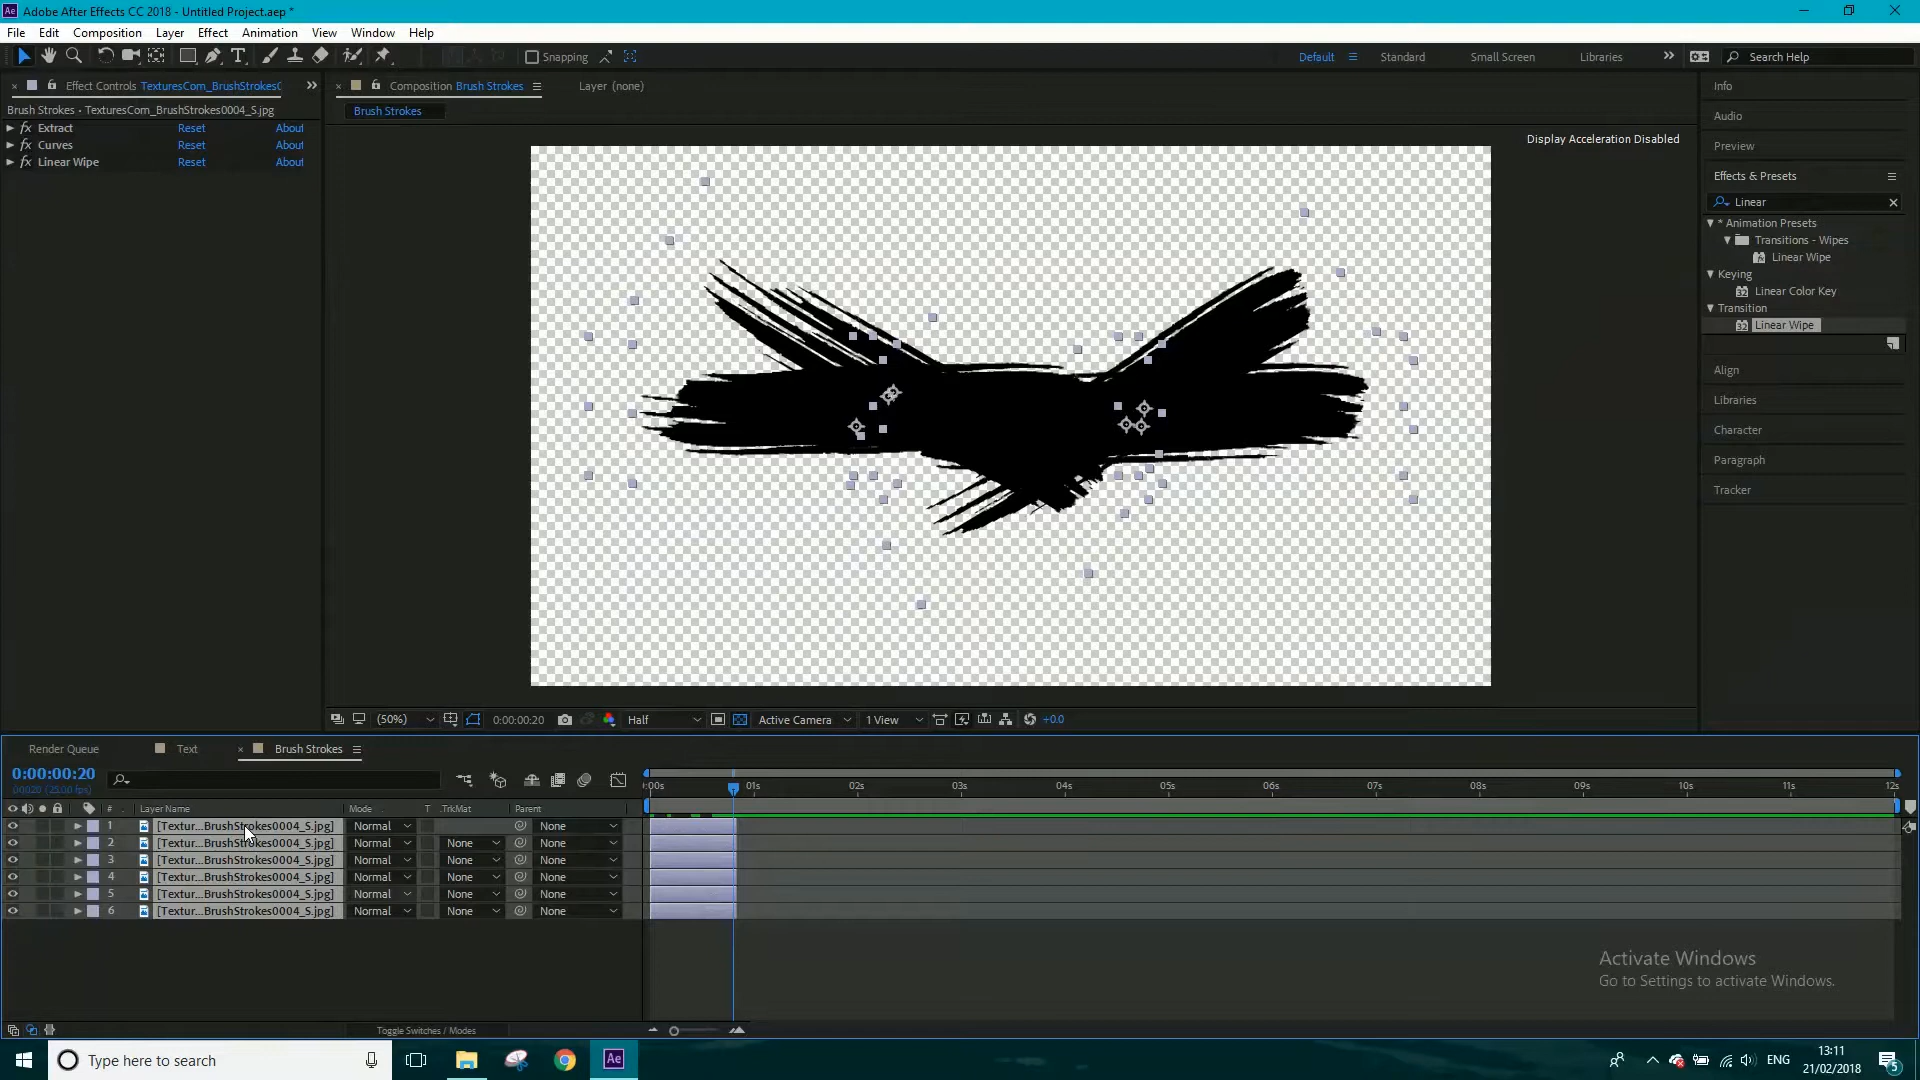 Adobe After Effects CC 2018 - Untitled Project.aep *
File Edit Composition Layer Effect Animation View Window Help
Snapping
Default Standard Small Screen Libraries Search Help
Effect Controls TexturesCom_BrushStrokes0
Composition Brush Strokes
Layer (none)
Brush Strokes • TexturesCom_BrushStrokes0004_S.jpg
Brush Strokes
fx Extract Reset About
fx Curves Reset About
fx Linear Wipe Reset About
Display Acceleration Disabled
Info
Audio
Preview
Effects & Presets
Linear
* Animation Presets
Transitions - Wipes
Linear Wipe
Keying
Linear Color Key
Transition
Linear Wipe
Align
Libraries
Character
Paragraph
Tracker
(50%) 0:00:00:20 Half Active Camera 1 View +0.0
Render Queue Text Brush Strokes
0:00:00:20
00020 (25.00 fps)
:00s 01s 02s 03s 04s 05s 06s 07s 08s 09s 10s 11s 12s
# Layer Name Mode T .TrkMat Parent
1 [Textur...BrushStrokes0004_S.jpg] Normal None
2 [Textur...BrushStrokes0004_S.jpg] Normal None None
3 [Textur...BrushStrokes0004_S.jpg] Normal None None
4 [Textur...BrushStrokes0004_S.jpg] Normal None None
5 [Textur...BrushStrokes0004_S.jpg] Normal None None
6 [Textur...BrushStrokes0004_S.jpg] Normal None None
Activate Windows
Go to Settings to activate Windows.
Toggle Switches / Modes
Type here to search
Ae
ENG
13:11
21/02/2018
5